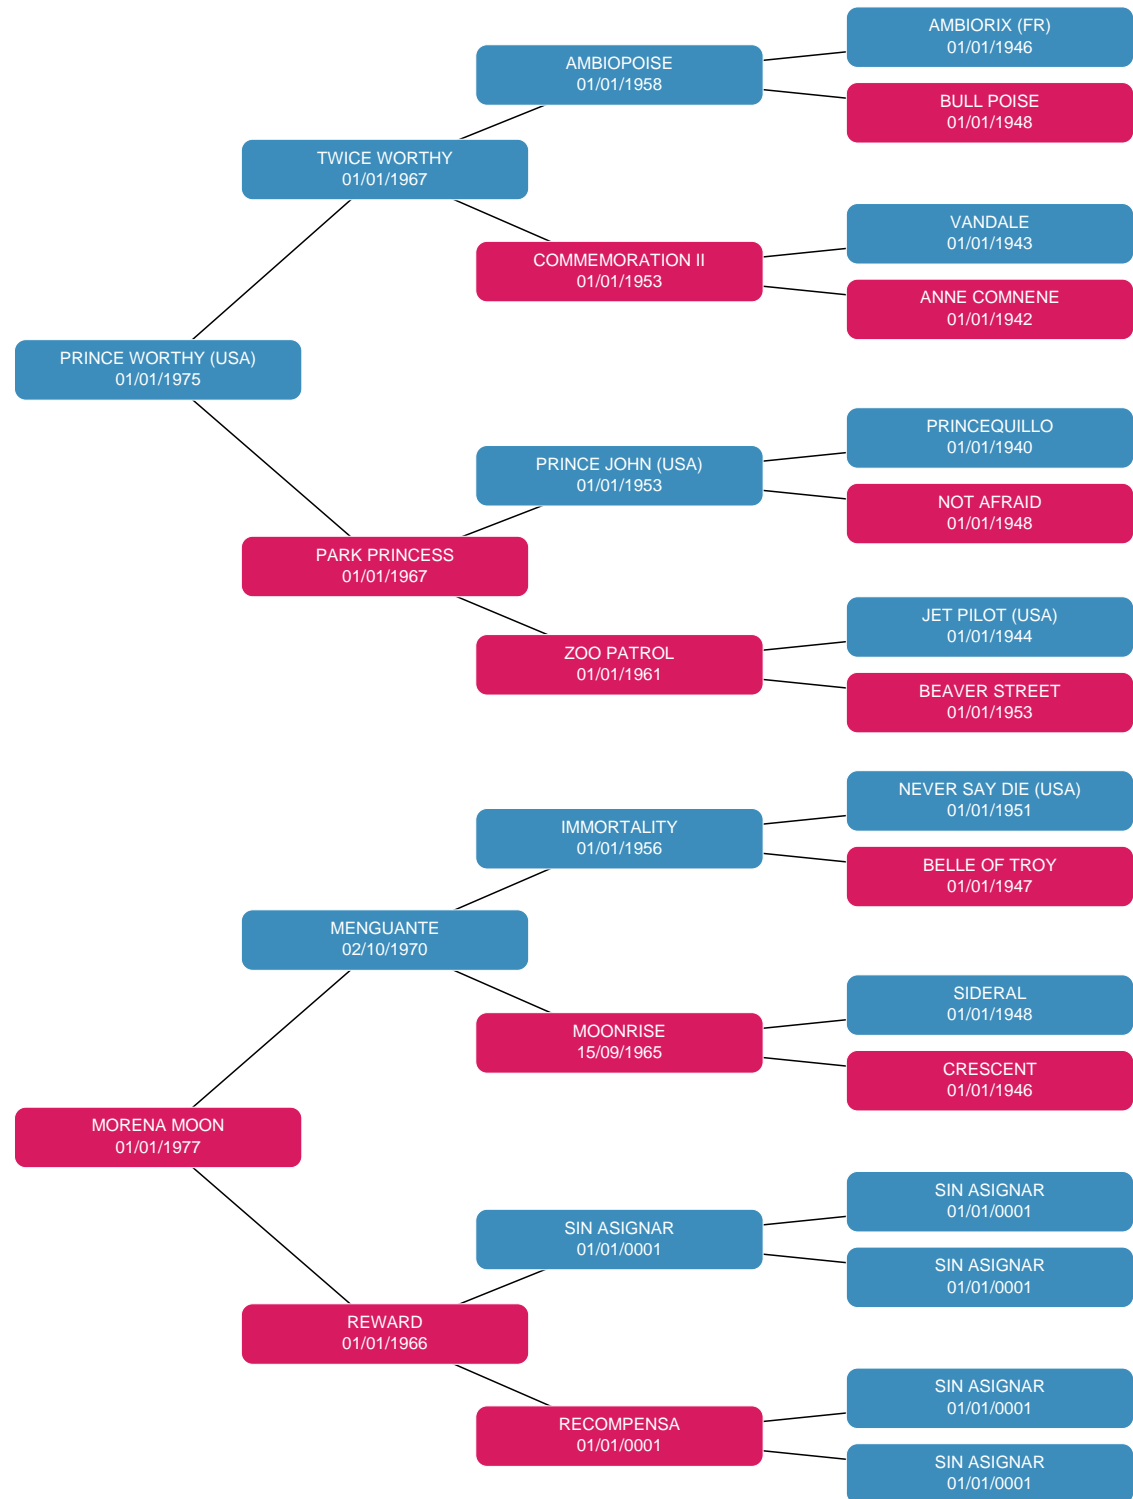 AMBIORIX (FR)
01/01/1946
AMBIOPOISE
01/01/1958
BULL POISE
01/01/1948
TWICE WORTHY
01/01/1967
VANDALE
01/01/1943
COMMEMORATION II
01/01/1953
ANNE COMNENE
01/01/1942
PRINCE WORTHY (USA)
01/01/1975
PRINCEQUILLO
01/01/1940
PRINCE JOHN (USA)
01/01/1953
NOT AFRAID
01/01/1948
PARK PRINCESS
01/01/1967
JET PILOT (USA)
01/01/1944
ZOO PATROL
01/01/1961
BEAVER STREET
01/01/1953
NEVER SAY DIE (USA)
01/01/1951
IMMORTALITY
01/01/1956
BELLE OF TROY
01/01/1947
MENGUANTE
02/10/1970
SIDERAL
01/01/1948
MOONRISE
15/09/1965
CRESCENT
01/01/1946
MORENA MOON
01/01/1977
SIN ASIGNAR
01/01/0001
SIN ASIGNAR
01/01/0001
SIN ASIGNAR
01/01/0001
REWARD
01/01/1966
SIN ASIGNAR
01/01/0001
RECOMPENSA
01/01/0001
SIN ASIGNAR
01/01/0001